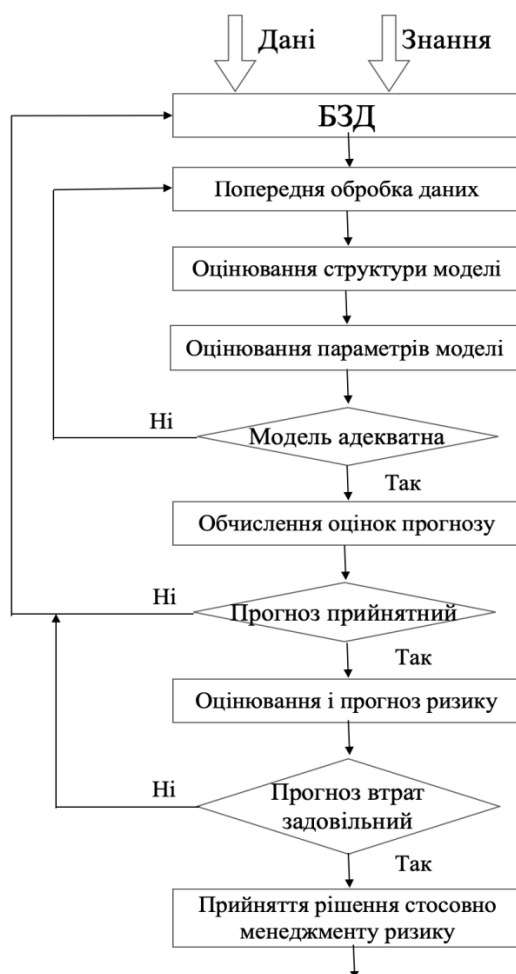 Дані
Знання
БЗД
Попередня обробка даних
Оцінювання структури моделі
Оцінювання параметрів моделі
Ні
Модель адекватна
Так
Обчислення оцінок прогнозу
Ні
Прогноз прийнятний
Так
Оцінювання і прогноз ризику
Ні
Прогноз втрат
задовільний
Так
Прийняття рішення стосовно
менеджменту ризику